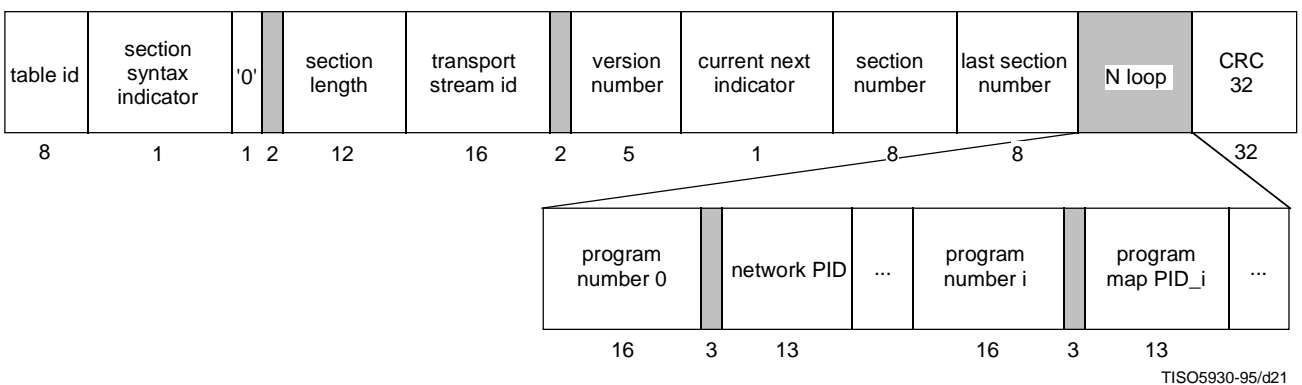 table id
section
syntax
indicator
'0'
section
length
transport
stream id
version
number
current next
indicator
section
number
last section
number
N loop
CRC
32
8
1
1
2
12
16
2
5
1
8
8
32
program
number 0
network PID
...
program
number i
program
map PID_i
...
16
3
13
16
3
13
TISO5930-95/d21